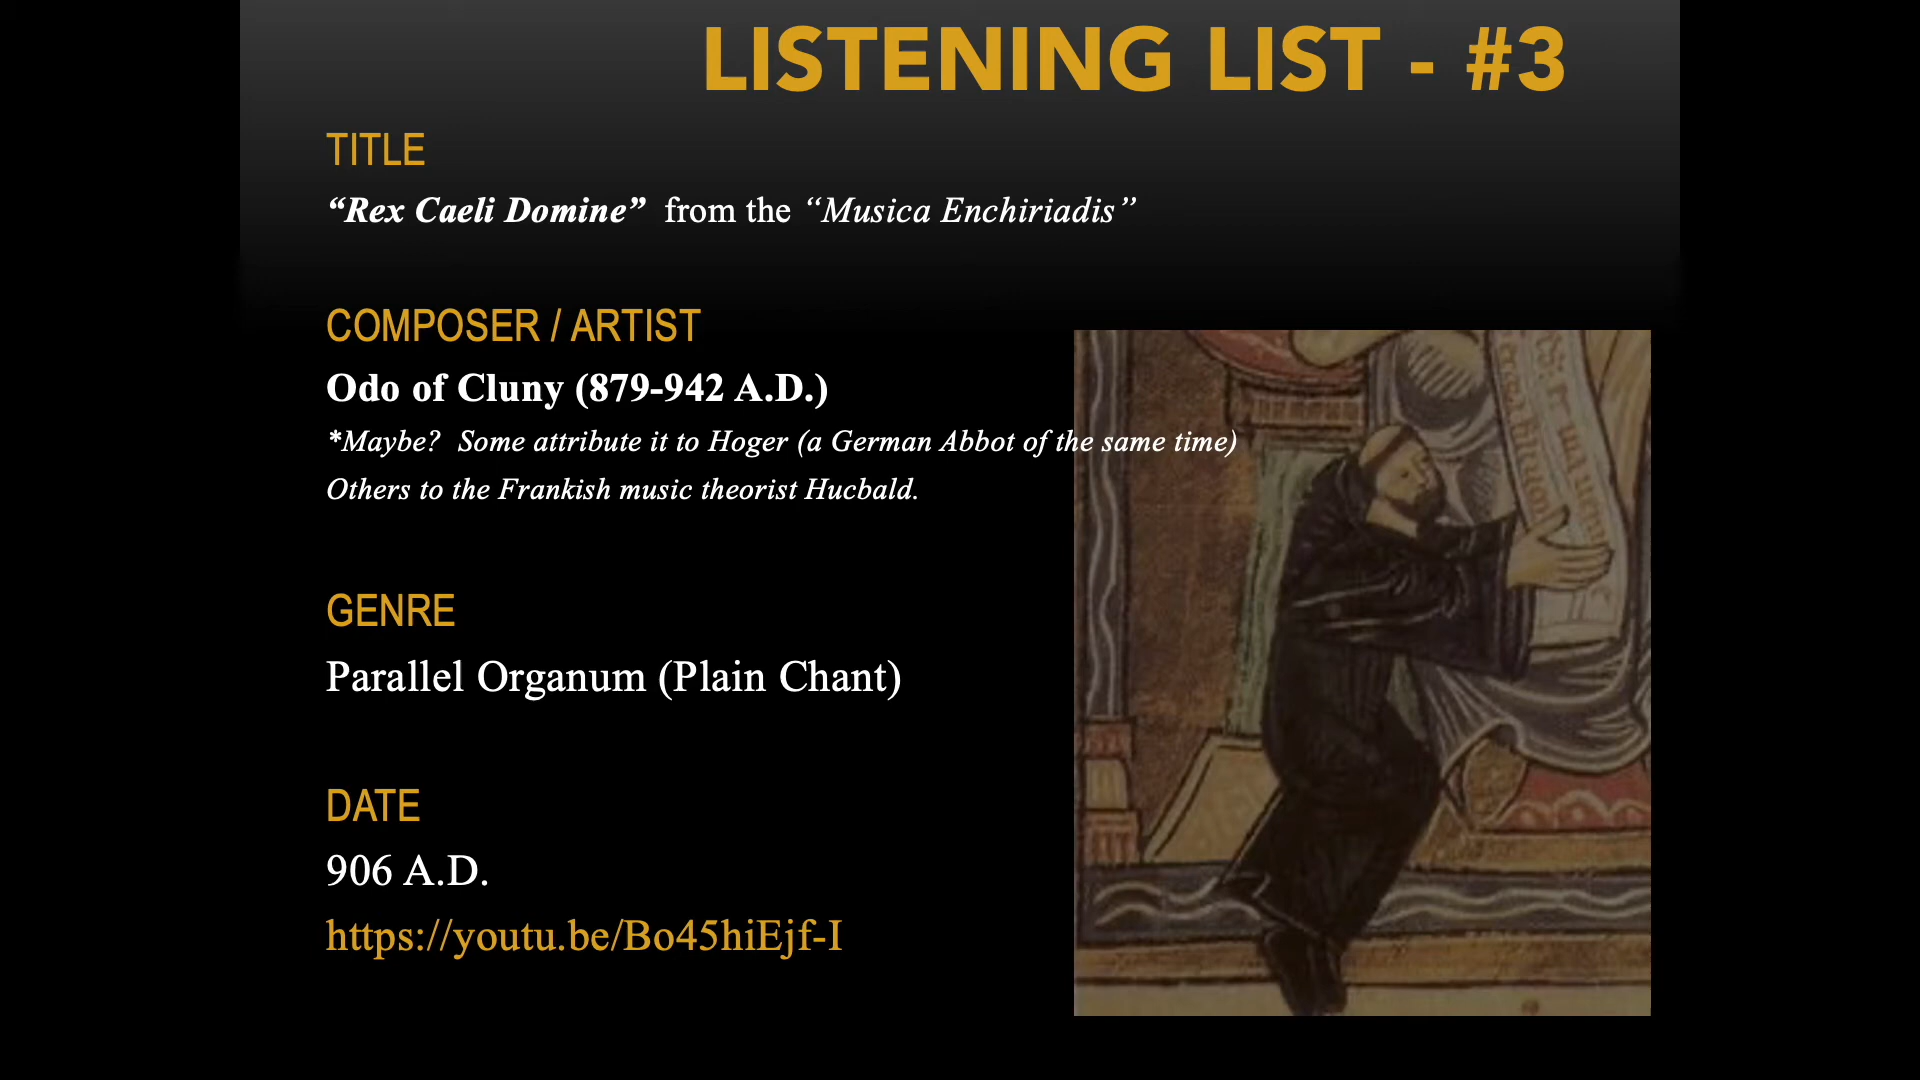 LISTENING LIST - #3
TITLE
“Rex Caeli Domine” from the “Musica Enchiriadis”
COMPOSER / ARTIST
Odo of Cluny (879-942 A.D.)
*Maybe? Some attribute it to Hoger (a German Abbot of the same time)
Others to the Frankish music theorist Hucbald.
GENRE
Parallel Organum (Plain Chant)
DATE
906 A.D.
https://youtu.be/Bo45hiEjf-I